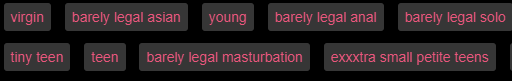 virgin barely legal asian young barely legal anal barely legal solo
tiny teen teen barely legal masturbation exxxtra small petite teens